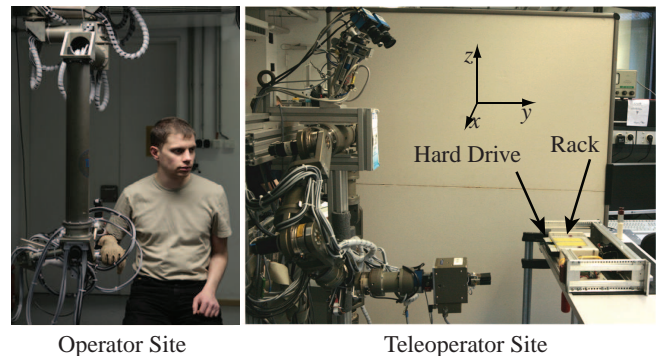 z
x
y
Hard Drive
Rack
Operator Site
Teleoperator Site